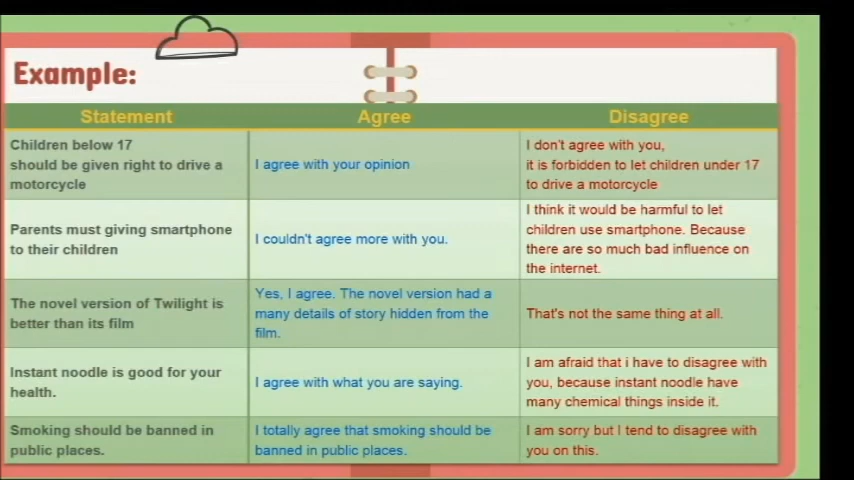 Example:
Statement
Agree
Disagree
Children below 17
should be given right to drive a
motorcycle
I agree with your opinion
I don't agree with you,
it is forbidden to let children under 17
to drive a motorcycle
Parents must giving smartphone
to their children
I couldn't agree more with you.
I think it would be harmful to let
children use smartphone. Because
there are so much bad influence on
the internet.
The novel version of Twilight is
better than its film
Yes, I agree. The novel version had a
many details of story hidden from the
film.
That's not the same thing at all.
Instant noodle is good for your
health.
I agree with what you are saying.
I am afraid that i have to disagree with
you, because instant noodle have
many chemical things inside it.
Smoking should be banned in
public places.
I totally agree that smoking should be
banned in public places.
I am sorry but I tend to disagree with
you on this.